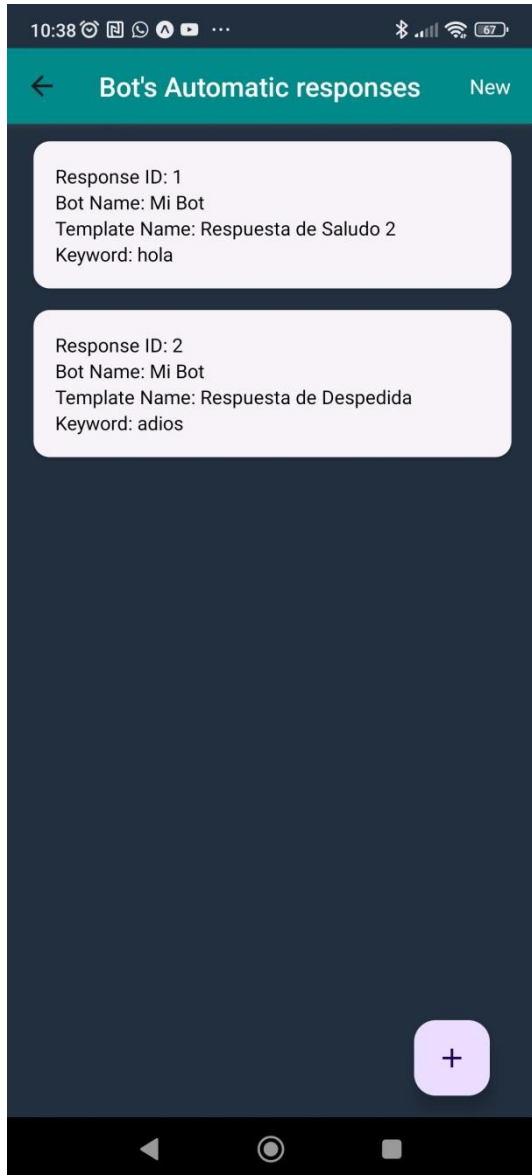 10:38
67
Bot's Automatic responses
New
Response ID: 1
Bot Name: Mi Bot
Template Name: Respuesta de Saludo 2
Keyword: hola
Response ID: 2
Bot Name: Mi Bot
Template Name: Respuesta de Despedida
Keyword: adios
+